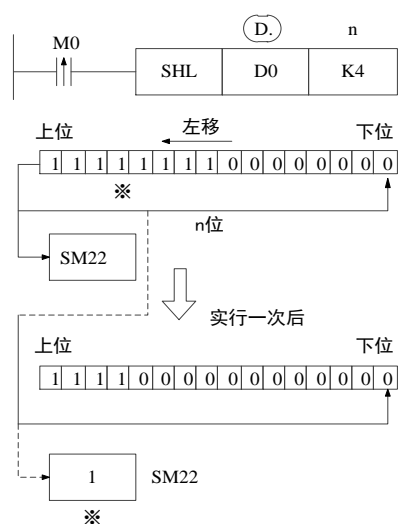 D. n
M0
SHL D0 K4
上位 左移 下位
1 1 1 1 1 1 1 1 0 0 0 0 0 0 0 0
※
n位
SM22
实行一次后
上位 下位
1 1 1 1 0 0 0 0 0 0 0 0 0 0 0 0
1 SM22
※